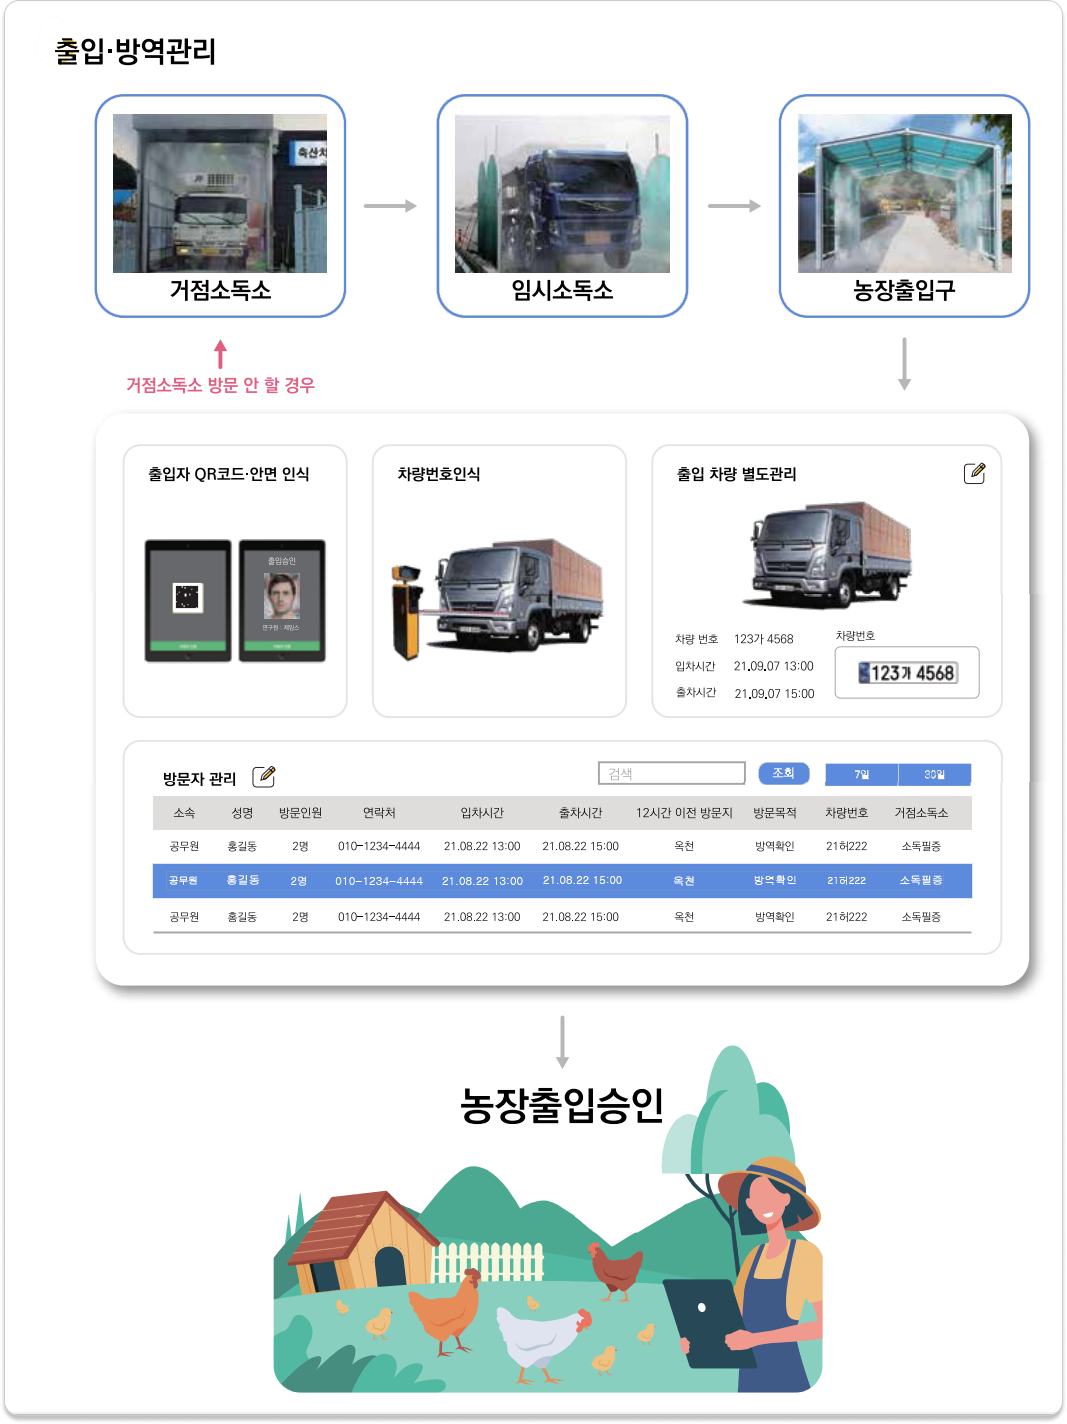 출입·방역관리
축산차
거점소독소
임시소독소
농장출입구
거점소독소 방문 안 할 경우
출입자 QR코드·안면 인식
출입승인
연구원 : 제임스
차량번호인식
출입 차량 별도관리
차량 번호 123가 4568
입차시간 21.09.07 13:00
출차시간 21.09.07 15:00
차량번호
123가 4568
방문자 관리
검색
조회
7일
30일
소속 성명 방문인원 연락처 입차시간 출차시간 12시간 이전 방문지 방문목적 차량번호 거점소독소
공무원 홍길동 2명 010-1234-4444 21.08.22 13:00 21.08.22 15:00 옥천 방역확인 21허222 소독필증
공무원 홍길동 2명 010-1234-4444 21.08.22 13:00 21.08.22 15:00 옥천 방역확인 21허222 소독필증
공무원 홍길동 2명 010-1234-4444 21.08.22 13:00 21.08.22 15:00 옥천 방역확인 21허222 소독필증
농장출입승인